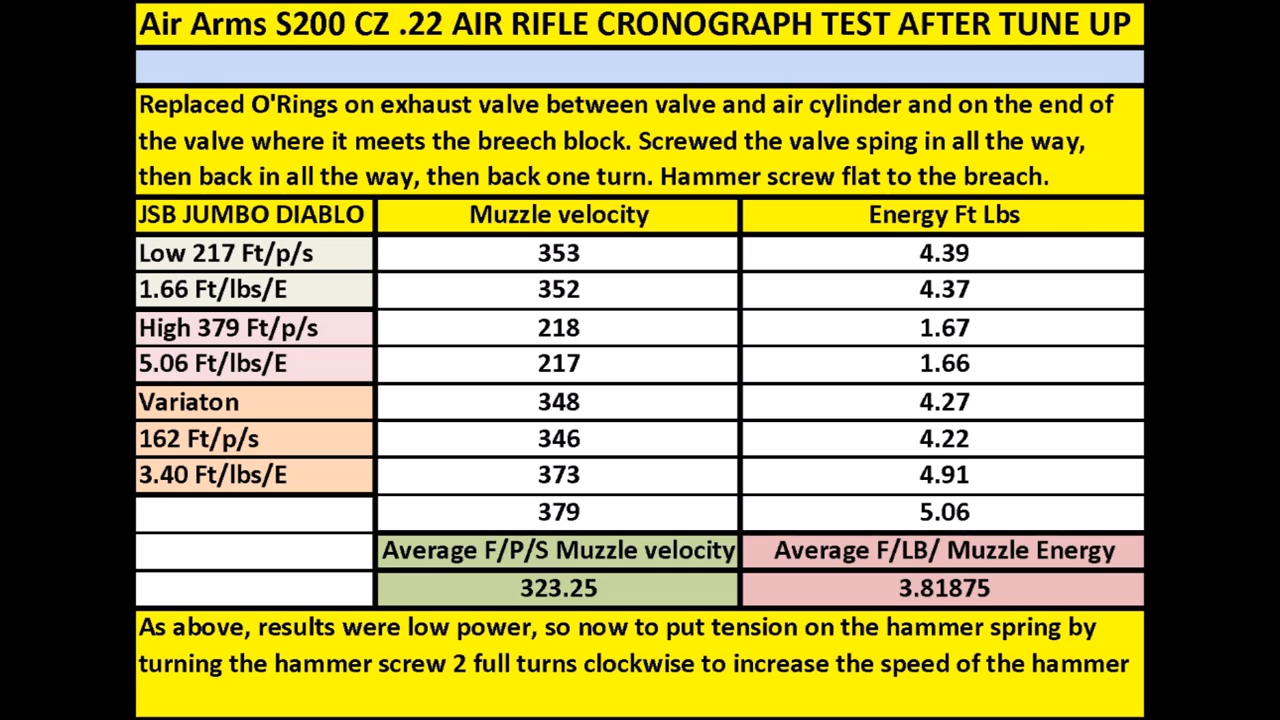 Air Arms S200 CZ .22 AIR RIFLE CRONOGRAPH TEST AFTER TUNE UP
Replaced O'Rings on exhaust valve between valve and air cylinder and on the end of
the valve where it meets the breech block. Screwed the valve sping in all the way,
then back in all the way, then back one turn. Hammer screw flat to the breach.
JSB JUMBO DIABLO Muzzle velocity Energy Ft Lbs
Low 217 Ft/p/s 353 4.39
1.66 Ft/lbs/E 352 4.37
High 379 Ft/p/s 218 1.67
5.06 Ft/lbs/E 217 1.66
Variaton 348 4.27
162 Ft/p/s 346 4.22
3.40 Ft/lbs/E 373 4.91
379 5.06
Average F/P/S Muzzle velocity Average F/LB/ Muzzle Energy
323.25 3.81875
As above, results were low power, so now to put tension on the hammer spring by
turning the hammer screw 2 full turns clockwise to increase the speed of the hammer